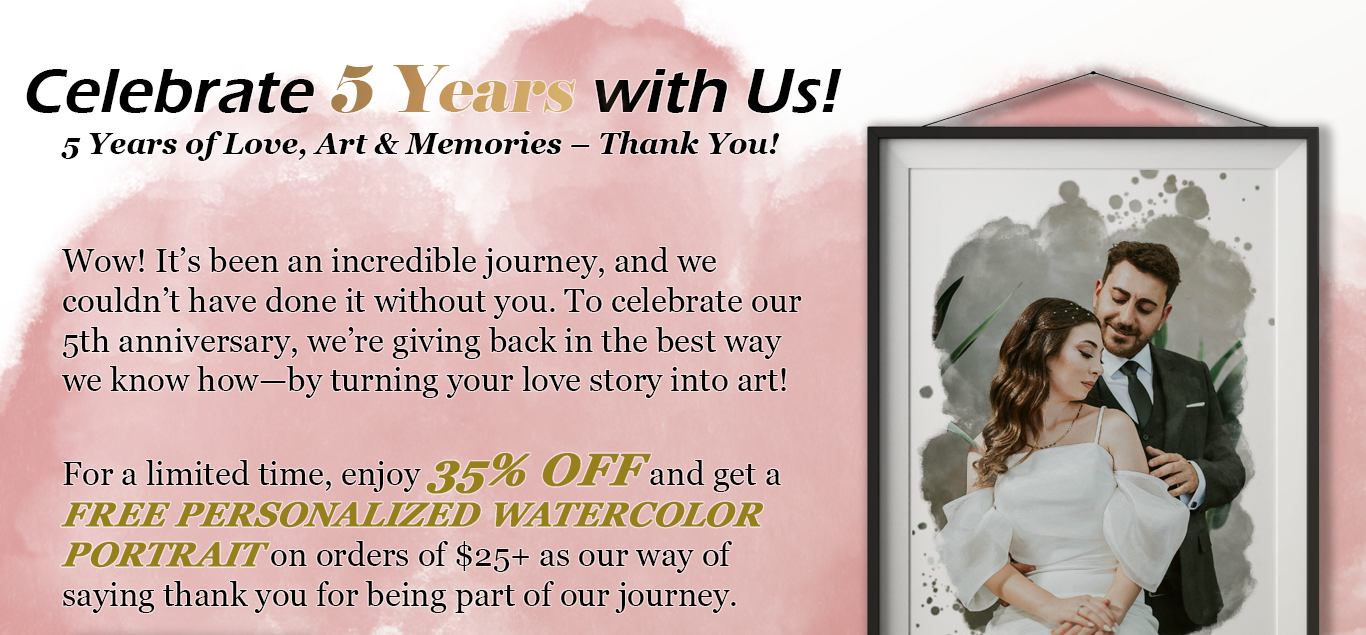 Celebrate 5 Years with Us!
5 Years of Love, Art & Memories – Thank You!
Wow! It’s been an incredible journey, and we
couldn’t have done it without you. To celebrate our
5th anniversary, we’re giving back in the best way
we know how—by turning your love story into art!
For a limited time, enjoy 35% OFF and get a
FREE PERSONALIZED WATERCOLOR
PORTRAIT on orders of $25+ as our way of
saying thank you for being part of our journey.